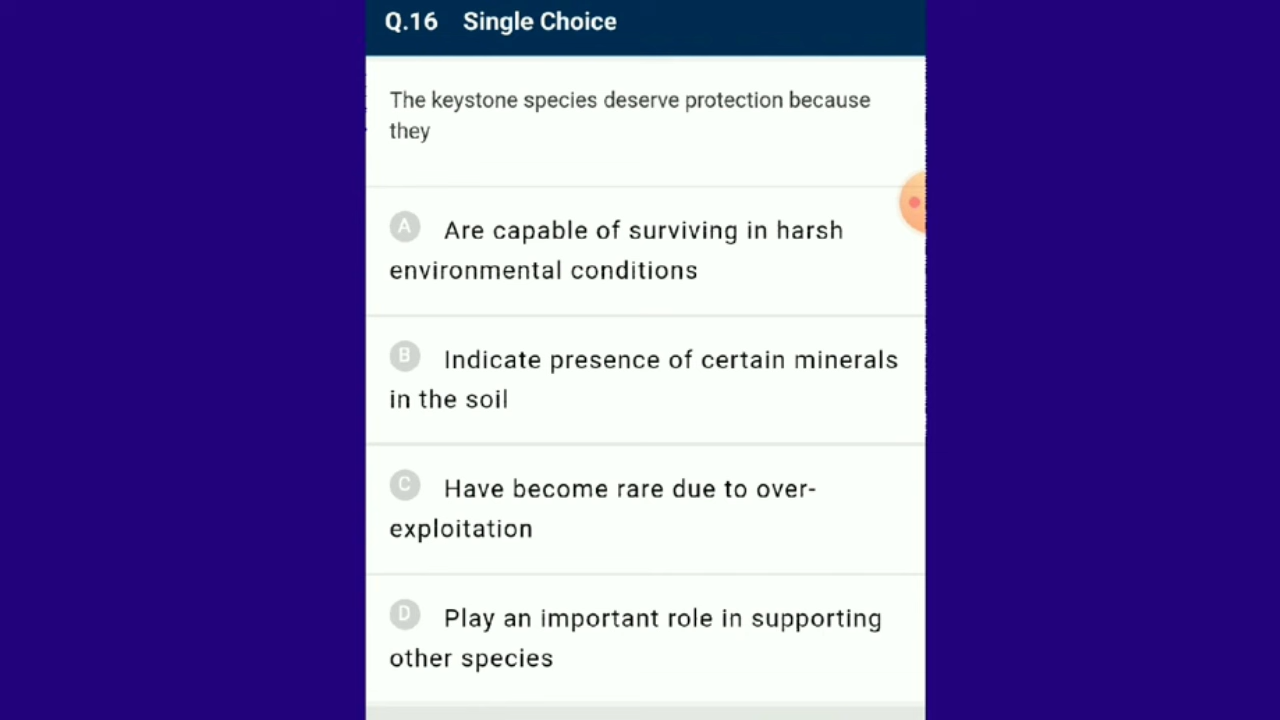 Q.16 Single Choice
The keystone species deserve protection because
they
A Are capable of surviving in harsh
environmental conditions
B Indicate presence of certain minerals
in the soil
C Have become rare due to over-
exploitation
D Play an important role in supporting
other species